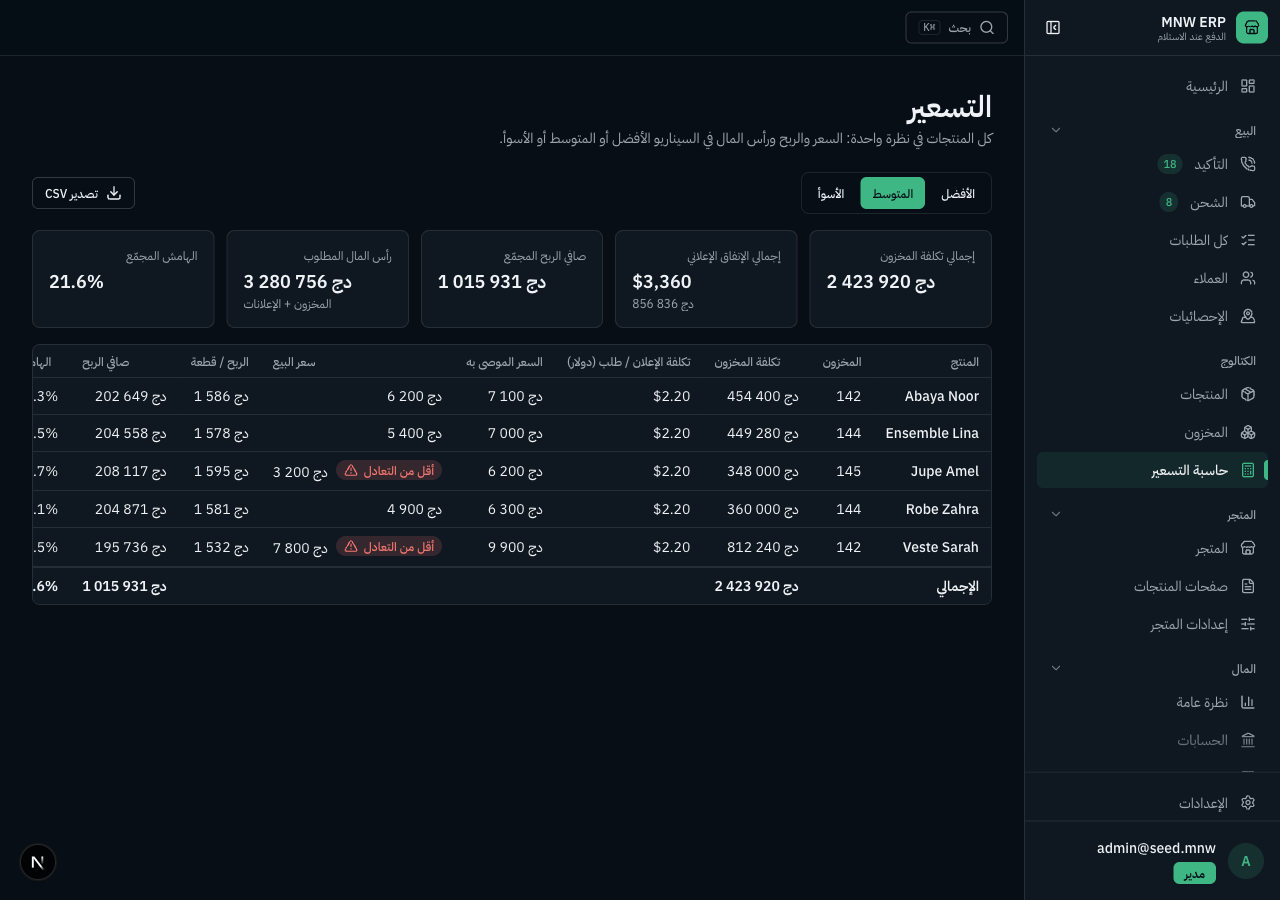 MNW ERP
الدفع عند الاستلام
الرئيسية
البيع
التأكيد 18
الشحن 8
كل الطلبات
العملاء
الإحصائيات
الكتالوج
المنتجات
المخزون
حاسبة التسعير
المتجر
المتجر
صفحات المنتجات
إعدادات المتجر
المال
نظرة عامة
الحسابات
الإعدادات
A admin@seed.mnw
مدير
بحث ⌘K
التسعير
كل المنتجات في نظرة واحدة: السعر والربح ورأس المال في السيناريو الأفضل أو المتوسط أو الأسوأ.
الأفضل المتوسط الأسوأ
تصدير CSV
إجمالي تكلفة المخزون
2 423 920 دج
إجمالي الإنفاق الإعلاني
$3,360
856 836 دج
صافي الربح المجمّع
1 015 931 دج
رأس المال المطلوب
3 280 756 دج
المخزون + الإعلانات
الهامش المجمّع
21.6%
المنتج المخزون تكلفة المخزون تكلفة الإعلان / طلب (دولار) السعر الموصى به سعر البيع الربح / قطعة صافي الربح
Abaya Noor 142 454 400 دج $2.20 7 100 دج 6 200 دج 1 586 دج 202 649 دج .3%
Ensemble Lina 144 449 280 دج $2.20 7 000 دج 5 400 دج 1 578 دج 204 558 دج .5%
Jupe Amel 145 348 000 دج $2.20 6 200 دج أقل من التعادل 3 200 دج 1 595 دج 208 117 دج .7%
Robe Zahra 144 360 000 دج $2.20 6 300 دج 4 900 دج 1 581 دج 204 871 دج .1%
Veste Sarah 142 812 240 دج $2.20 9 900 دج أقل من التعادل 7 800 دج 1 532 دج 195 736 دج .5%
الإجمالي 2 423 920 دج 1 015 931 دج .6%
N